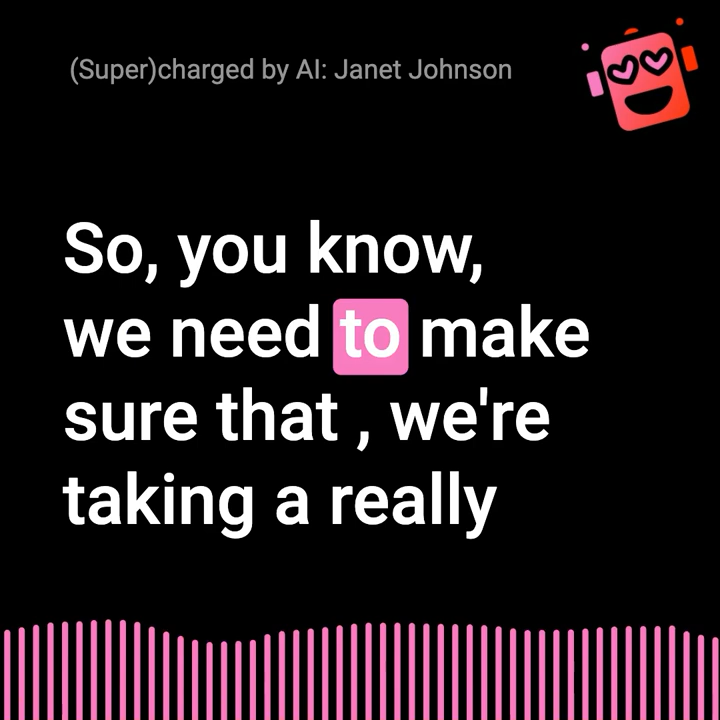 (Super)charged by AI: Janet Johnson
So, you know,
we need to make
sure that , we're
taking a really